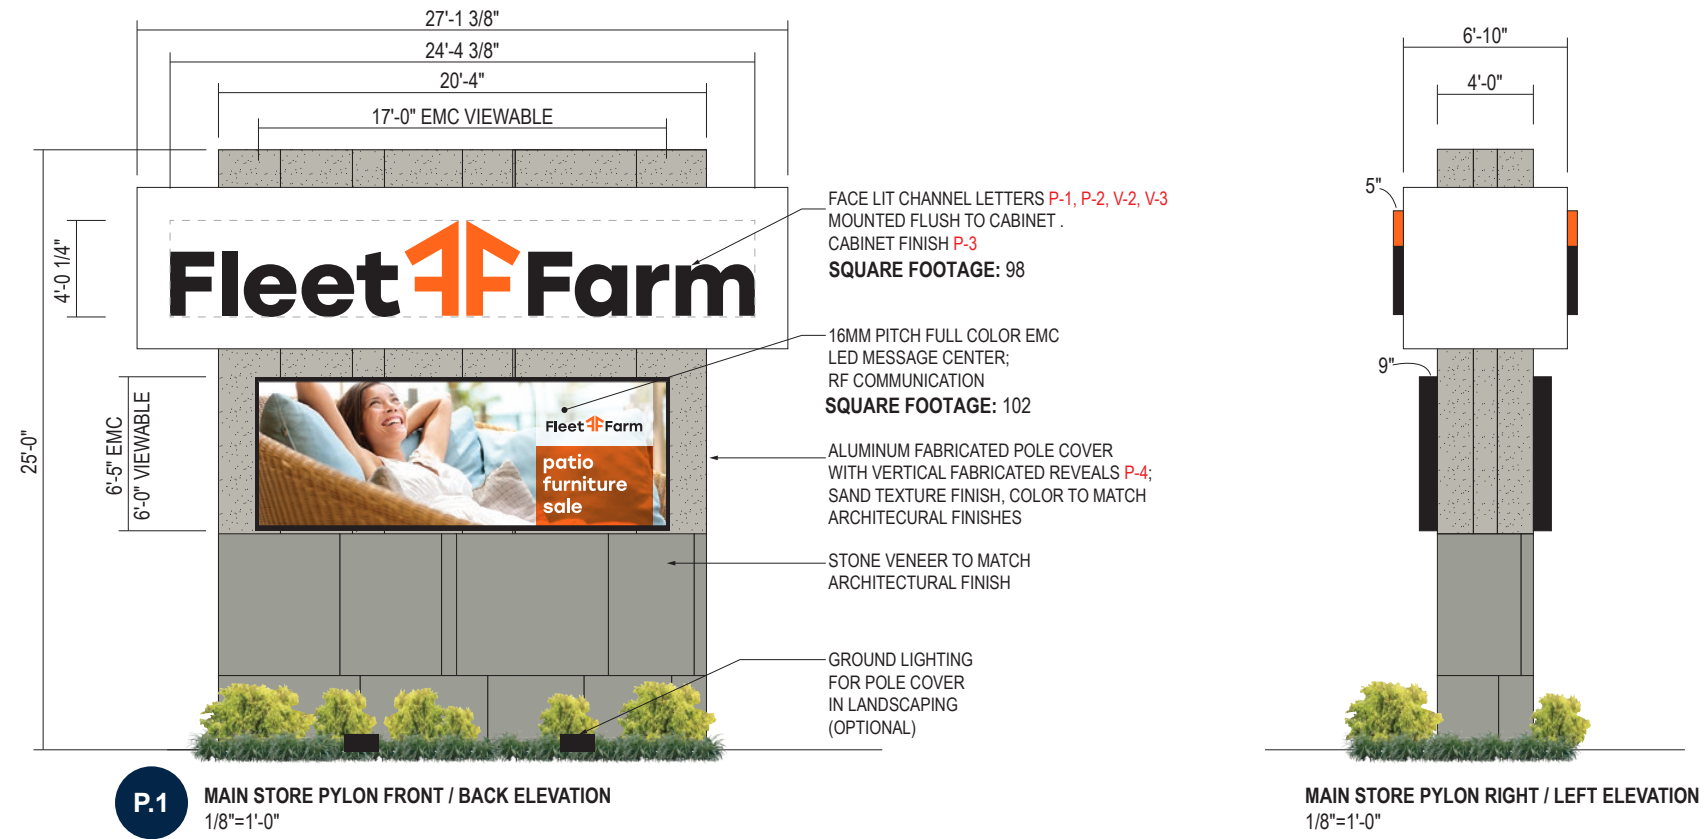 27'-1 3/8"
24'-4 3/8"
20'-4"
17'-0" EMC VIEWABLE
4'-0 1/4"
25'-0"
6'-5" EMC
6'-0" VIEWABLE
Fleet Farm
Fleet Farm
patio
furniture
sale
FACE LIT CHANNEL LETTERS P-1, P-2, V-2, V-3
MOUNTED FLUSH TO CABINET .
CABINET FINISH P-3
SQUARE FOOTAGE: 98
16MM PITCH FULL COLOR EMC
LED MESSAGE CENTER;
RF COMMUNICATION
SQUARE FOOTAGE: 102
ALUMINUM FABRICATED POLE COVER
WITH VERTICAL FABRICATED REVEALS P-4;
SAND TEXTURE FINISH, COLOR TO MATCH
ARCHITECURAL FINISHES
STONE VENEER TO MATCH
ARCHITECTURAL FINISH
GROUND LIGHTING
FOR POLE COVER
IN LANDSCAPING
(OPTIONAL)
P.1
MAIN STORE PYLON FRONT / BACK ELEVATION
1/8"=1'-0"
6'-10"
4'-0"
5"
9"
MAIN STORE PYLON RIGHT / LEFT ELEVATION
1/8"=1'-0"